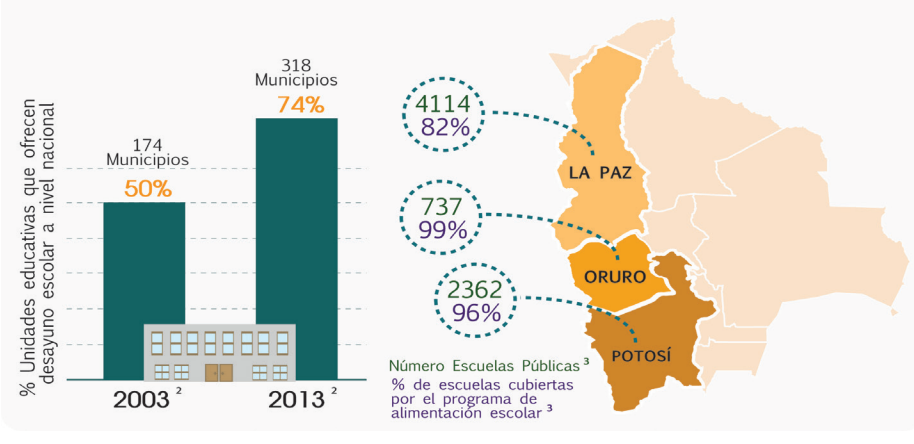 % Unidades educativas que ofrecen
desayuno escolar a nivel nacional
174
Municipios
50%
318
Municipios
74%
2003 ²
2013 ²
4114
82%
737
99%
2362
96%
LA PAZ
ORURO
POTOSÍ
Número Escuelas Públicas ³
% de escuelas cubiertas
por el programa de
alimentación escolar ³